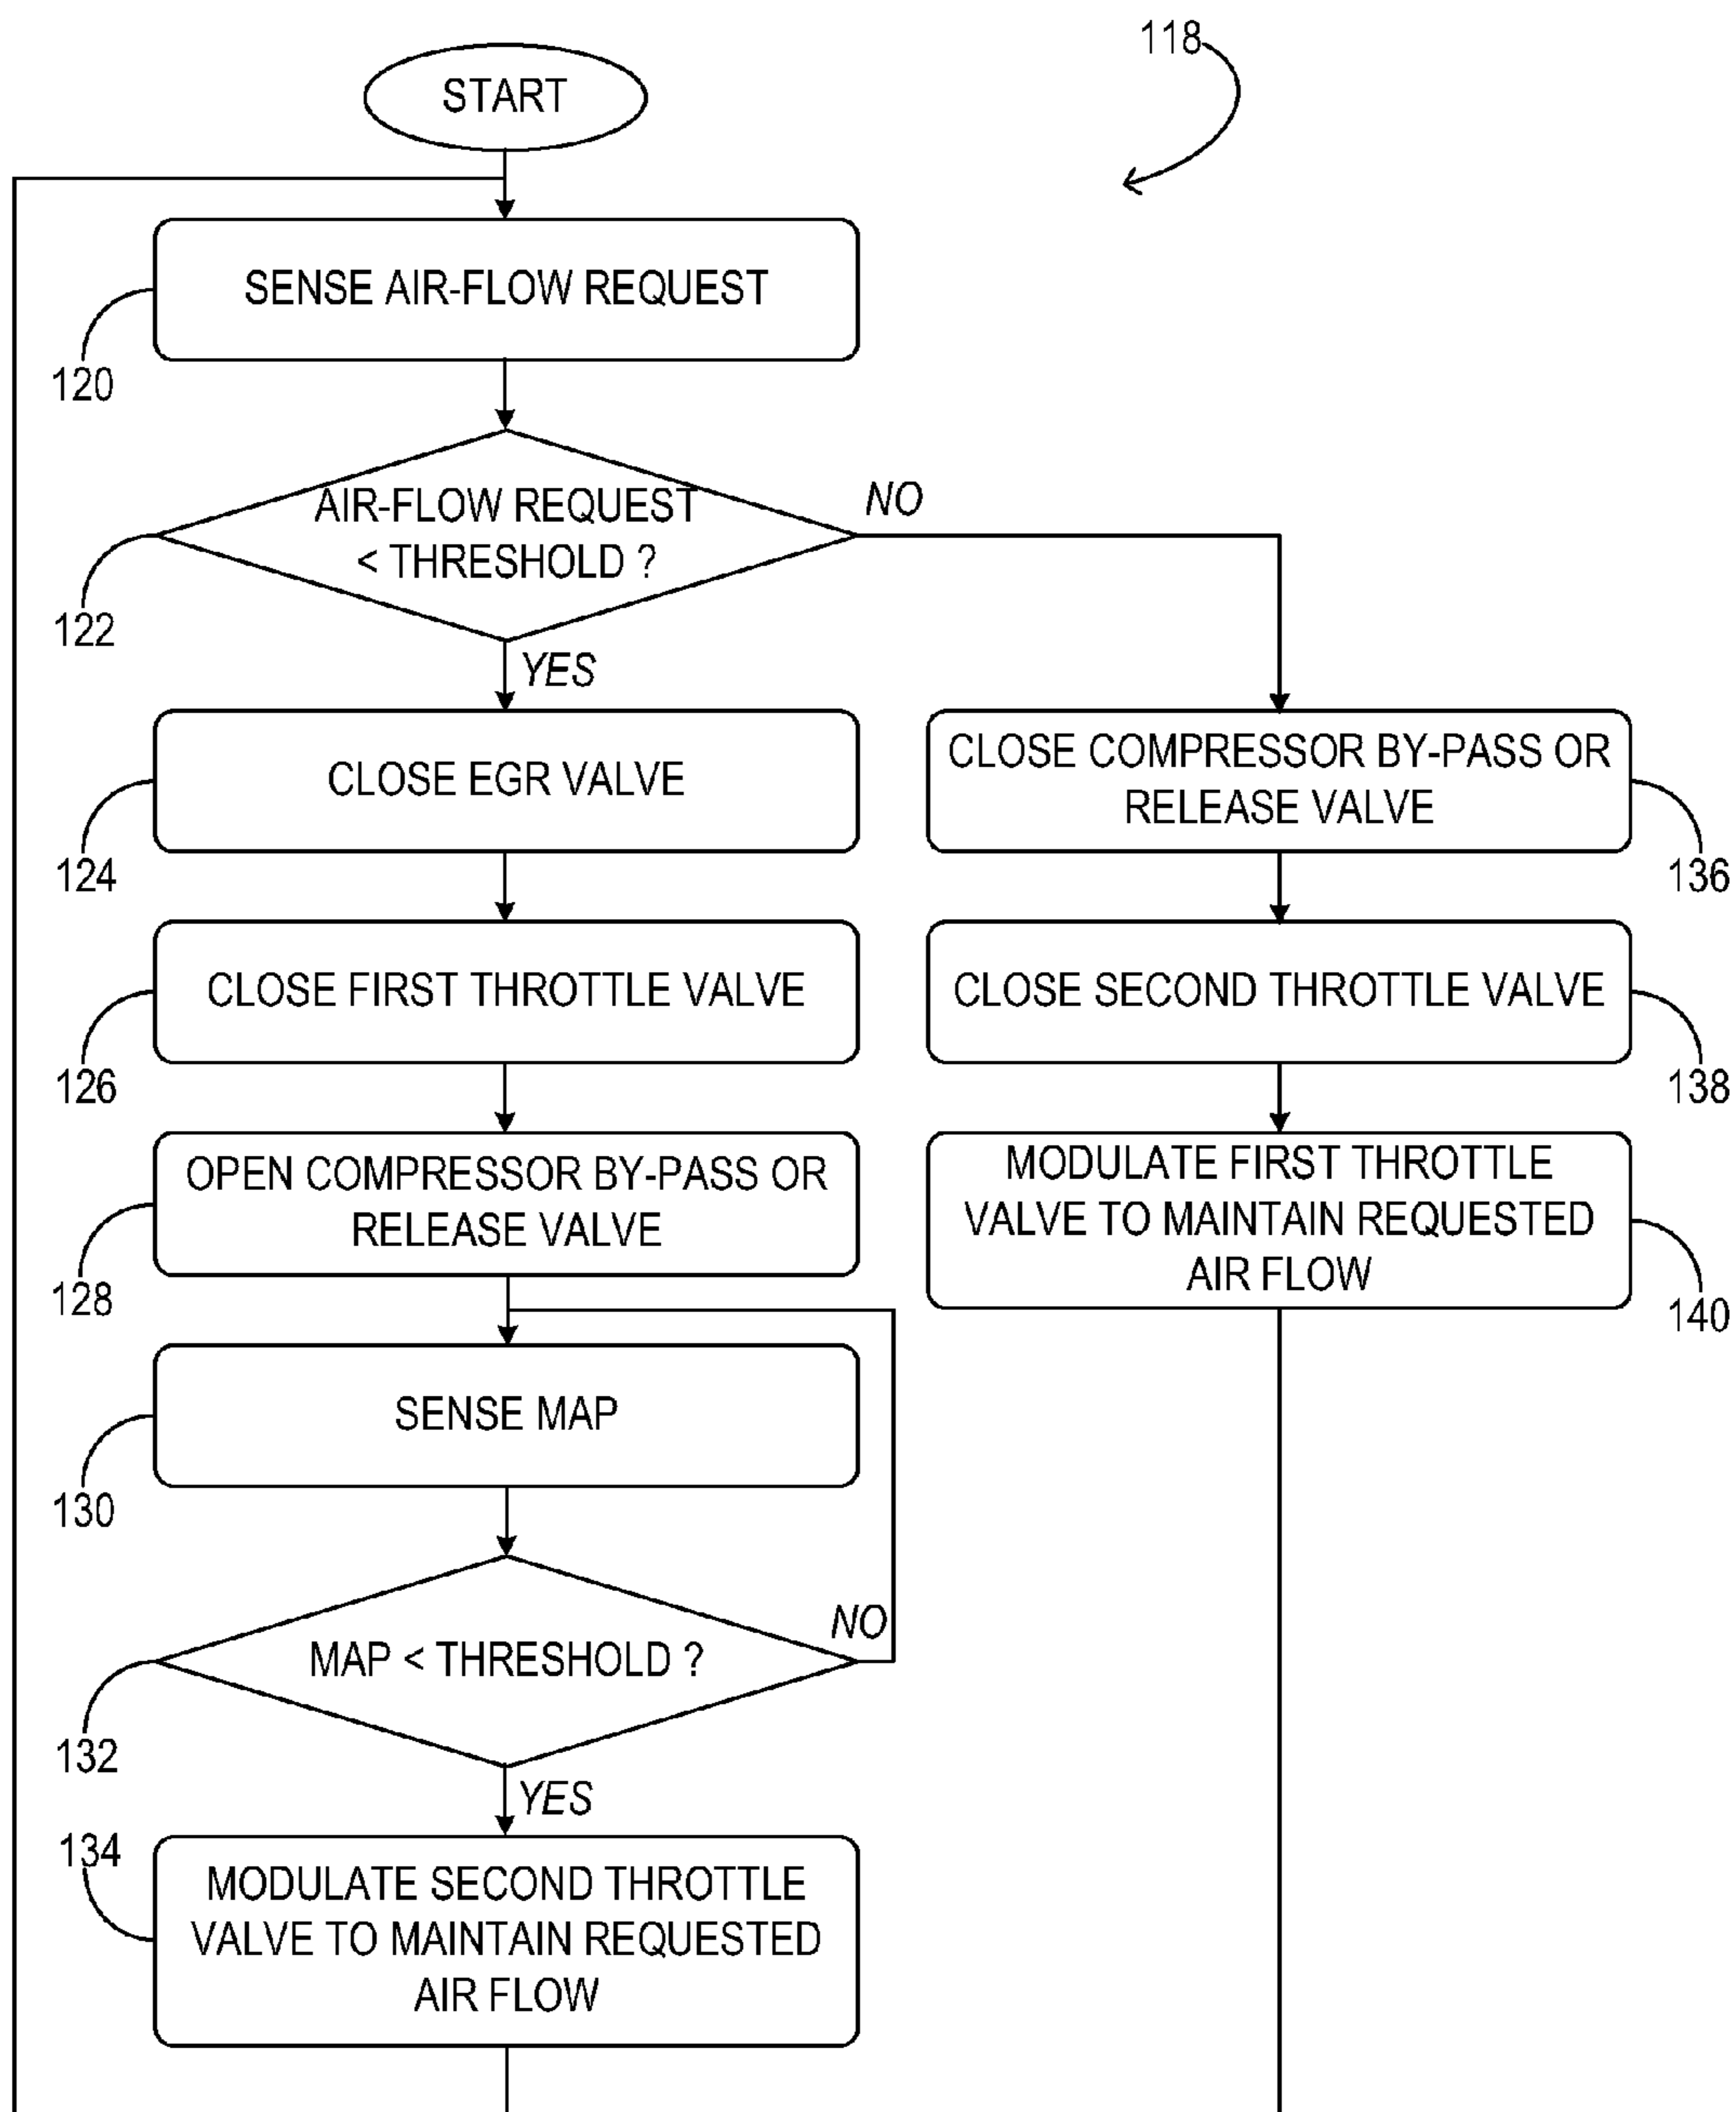 118
START
SENSE AIR-FLOW REQUEST
120
AIR-FLOW REQUEST
< THRESHOLD ?
NO
122
YES
CLOSE EGR VALVE
124
CLOSE COMPRESSOR BY-PASS OR
RELEASE VALVE
136
CLOSE FIRST THROTTLE VALVE
126
CLOSE SECOND THROTTLE VALVE
138
OPEN COMPRESSOR BY-PASS OR
RELEASE VALVE
128
MODULATE FIRST THROTTLE
VALVE TO MAINTAIN REQUESTED
AIR FLOW
140
SENSE MAP
130
MAP < THRESHOLD ?
NO
132
YES
134
MODULATE SECOND THROTTLE
VALVE TO MAINTAIN REQUESTED
AIR FLOW